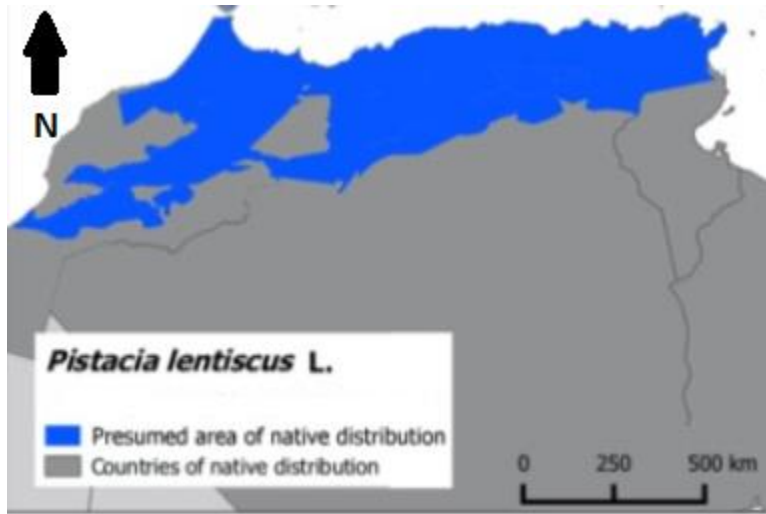 N
Pistacia lentiscus L.
Presumed area of native distribution
Countries of native distribution
0 250 500 km